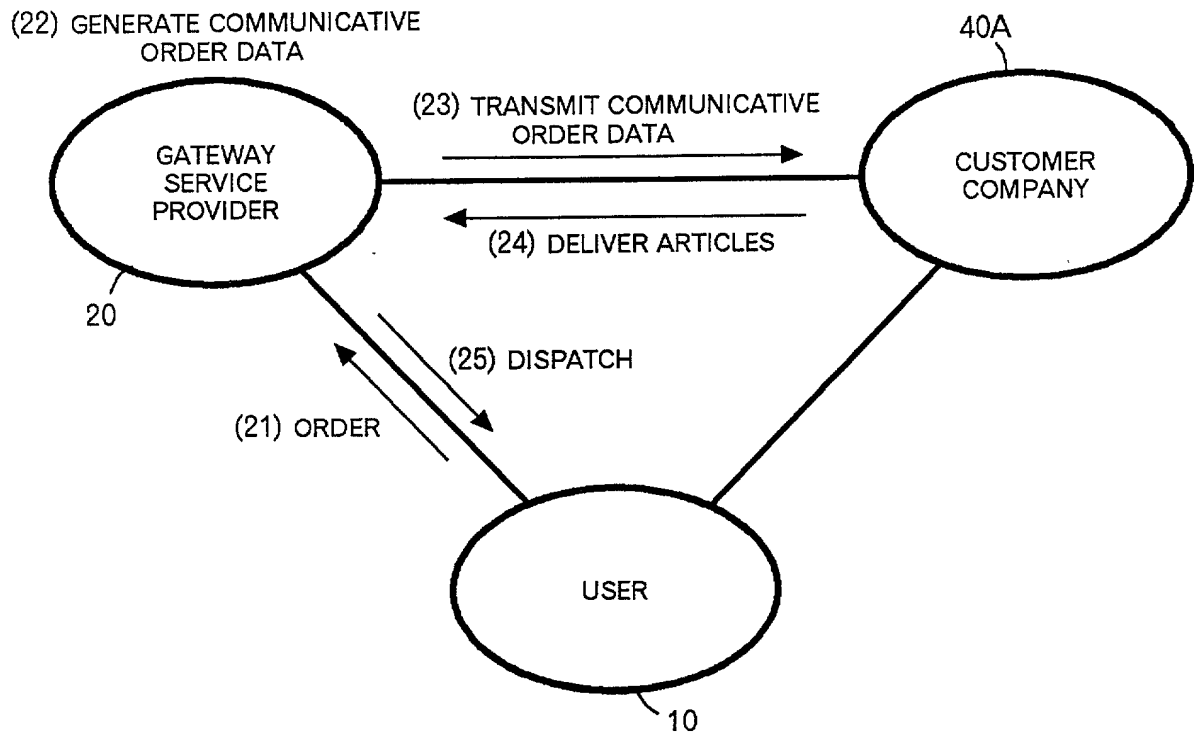 (22) GENERATE COMMUNICATIVE
ORDER DATA
40A
(23) TRANSMIT COMMUNICATIVE
ORDER DATA
GATEWAY
SERVICE
PROVIDER
CUSTOMER
COMPANY
(24) DELIVER ARTICLES
20
(25) DISPATCH
(21) ORDER
USER
10